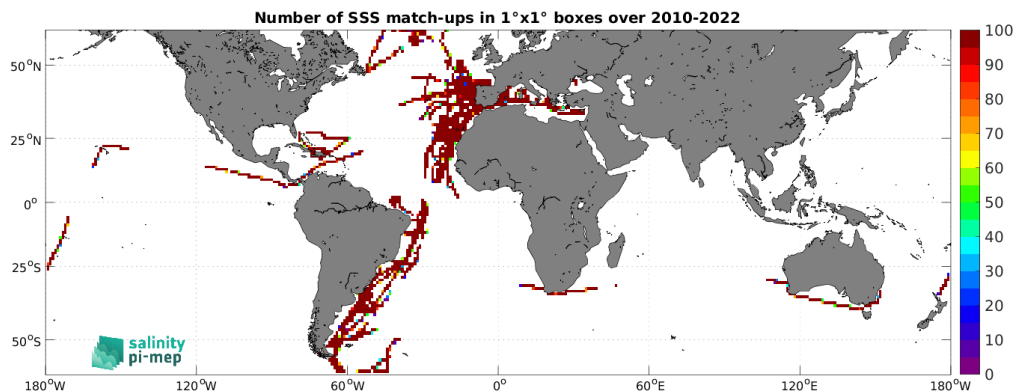 Number of SSS match-ups in 1°x1° boxes over 2010-2022
50°N
25°N
0°
25°S
50°S
180°W
120°W
60°W
0°
60°E
120°E
180°W
100
90
80
70
60
50
40
30
20
10
0
salinity
pi-mep